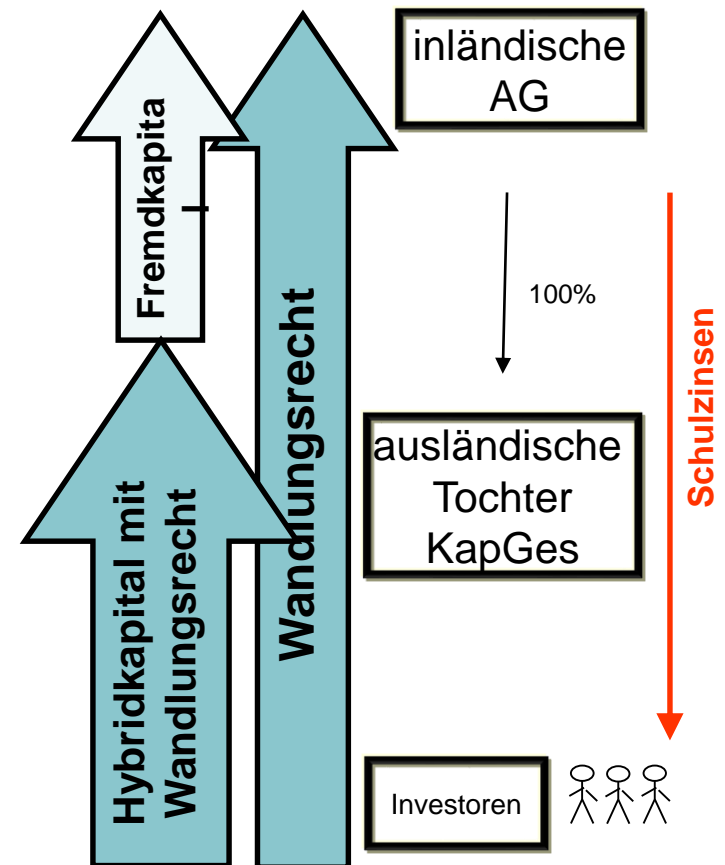 inländische
AG
Fremdkapita
l
100%
Wandlungsrecht
Schulzinsen
ausländische
Tochter
KapGes
Hybridkapital mit
Wandlungsrecht
Investoren